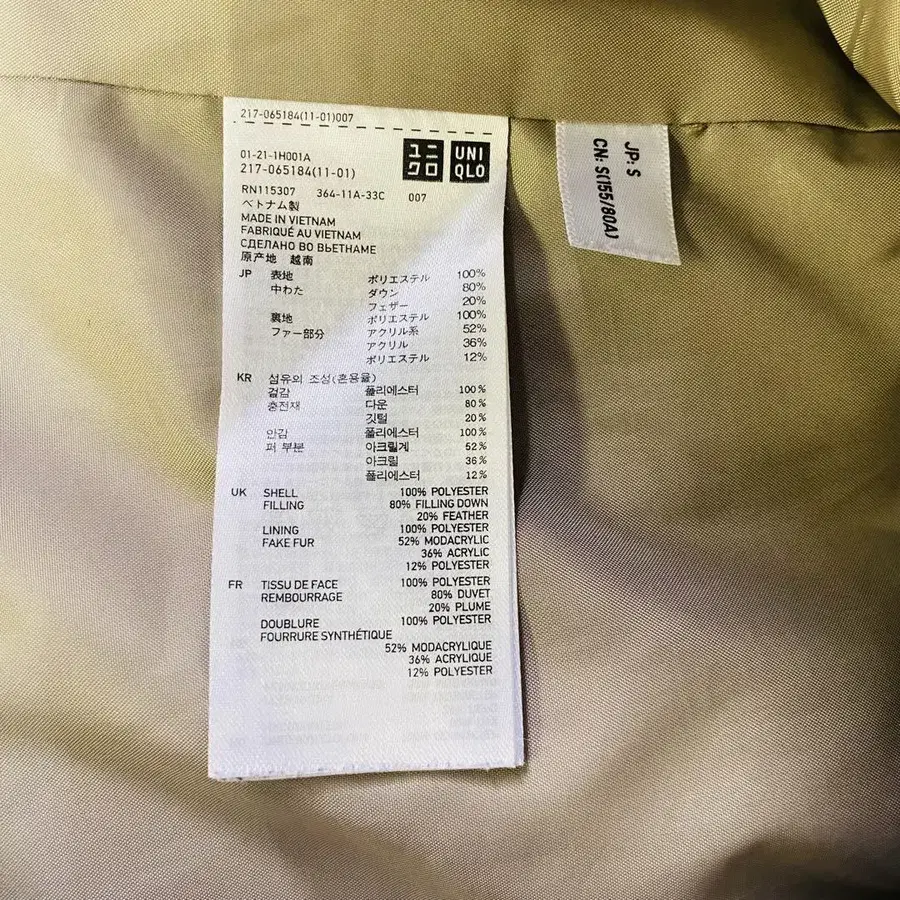 217-065184(11-01)007
01-21-1H001A
217-065184(11-01)
ユニ
クロ
UNI
QLO
RN115307 364-11A-33C 007
ベトナム製
MADE IN VIETNAM
FABRIQUÉ AU VIETNAM
СДЕЛАНО ВО ВЬЕТНАМЕ
原产地 越南
JP 表地 ポリエステル 100%
中わた ダウン 80%
フェザー 20%
裏地 ポリエステル 100%
ファー部分 アクリル系 52%
アクリル 36%
ポリエステル 12%
KR 섬유의 조성(혼용율)
겉감 폴리에스터 100%
충전재 다운 80%
깃털 20%
안감 폴리에스터 100%
퍼 부분 아크릴계 52%
아크릴 36%
폴리에스터 12%
UK SHELL 100% POLYESTER
FILLING 80% FILLING DOWN
20% FEATHER
LINING 100% POLYESTER
FAKE FUR 52% MODACRYLIC
36% ACRYLIC
12% POLYESTER
FR TISSU DE FACE 100% POLYESTER
REMBOURRAGE 80% DUVET
20% PLUME
DOUBLURE 100% POLYESTER
FOURRURE SYNTHÉTIQUE
52% MODACRYLIQUE
36% ACRYLIQUE
12% POLYESTER
JP: S
CN: S(155/80A)